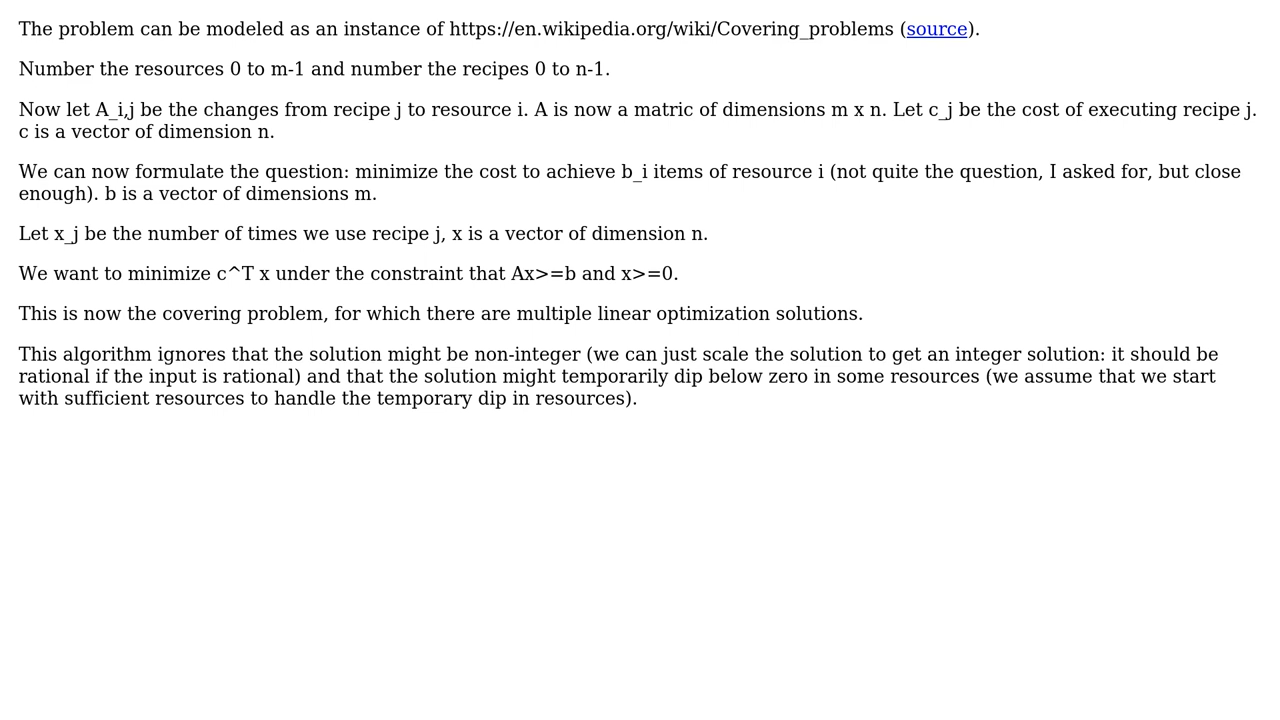 The problem can be modeled as an instance of https://en.wikipedia.org/wiki/Covering_problems (source).
Number the resources 0 to m-1 and number the recipes 0 to n-1.
Now let A_i,j be the changes from recipe j to resource i. A is now a matric of dimensions m x n. Let c_j be the cost of executing recipe j.
c is a vector of dimension n.
We can now formulate the question: minimize the cost to achieve b_i items of resource i (not quite the question, I asked for, but close
enough). b is a vector of dimensions m.
Let x_j be the number of times we use recipe j, x is a vector of dimension n.
We want to minimize c^T x under the constraint that Ax>=b and x>=0.
This is now the covering problem, for which there are multiple linear optimization solutions.
This algorithm ignores that the solution might be non-integer (we can just scale the solution to get an integer solution: it should be
rational if the input is rational) and that the solution might temporarily dip below zero in some resources (we assume that we start
with sufficient resources to handle the temporary dip in resources).